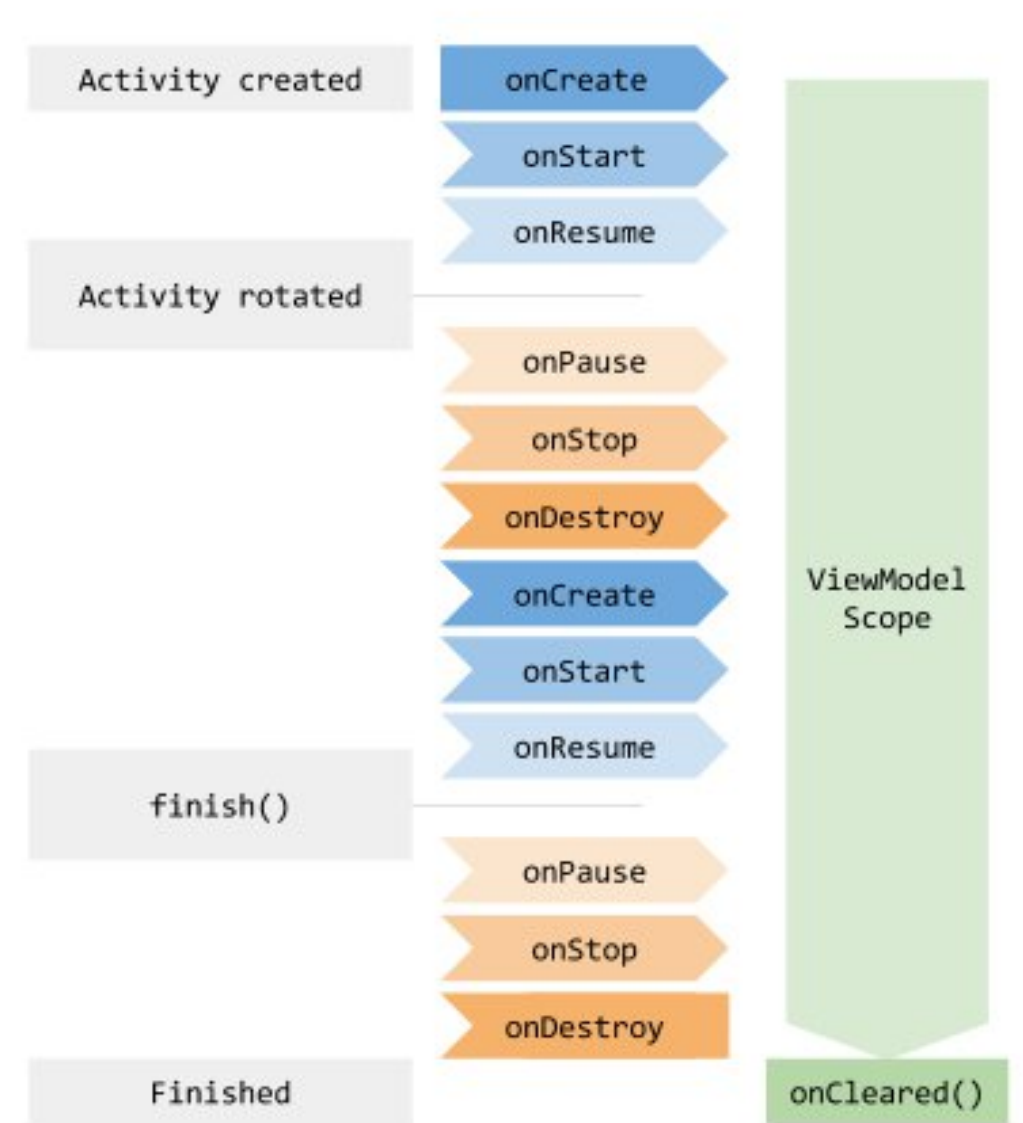 Activity created
onCreate
onStart
onResume
Activity rotated
onPause
onStop
onDestroy
onCreate
ViewModel
Scope
onStart
onResume
finish()
onPause
onStop
onDestroy
Finished
onCleared()